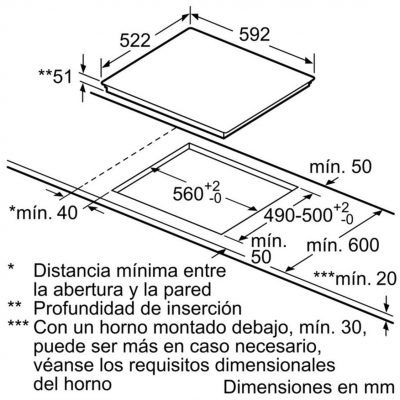 522
592
**51
mín. 50
560 +2 -0
*mín. 40
490-500 +2 -0
mín. 50
mín. 600
***mín. 20
* Distancia mínima entre
la abertura y la pared
** Profundidad de inserción
*** Con un horno montado debajo, mín. 30,
puede ser más en caso necesario,
véanse los requisitos dimensionales
del horno
Dimensiones en mm